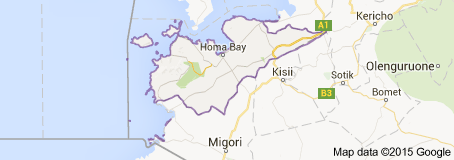 A1
Kericho
Homa Bay
Olenguruone
Kisii
Sotik
B3
Bomet
Migori
Map data ©2015 Google